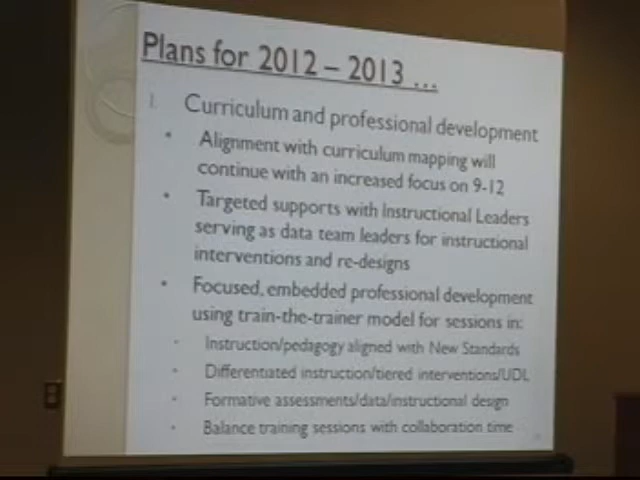 Plans for 2012 – 2013 ...
1. Curriculum and professional development
• Alignment with curriculum mapping will
continue with an increased focus on 9-12
• Targeted supports with Instructional Leaders
serving as data team leaders for instructional
interventions and re-designs
• Focused, embedded professional development
using train-the-trainer model for sessions in:
• Instruction/pedagogy aligned with New Standards
• Differentiated instruction/tiered interventions/UDL
• Formative assessments/data/instructional design
• Balance training sessions with collaboration time